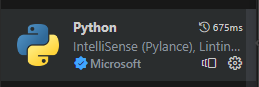 Python 675ms
IntelliSense (Pylance), Lintin...
Microsoft